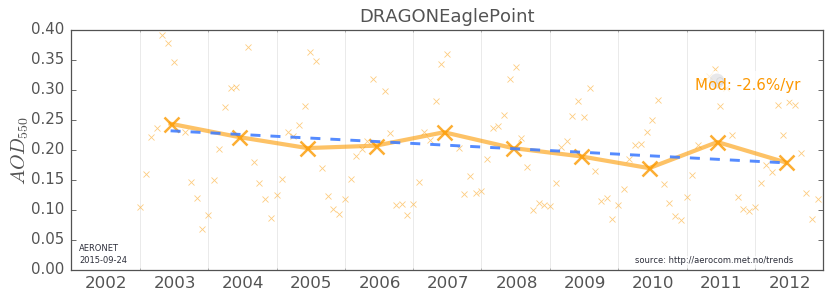 DRAGONEaglePoint
0.40
0.35
0.30
0.25
0.20
0.15
0.10
0.05
0.00
AOD550
Mod: -2.6%/yr
AERONET
2015-09-24
source: http://aerocom.met.no/trends
2002 2003 2004 2005 2006 2007 2008 2009 2010 2011 2012